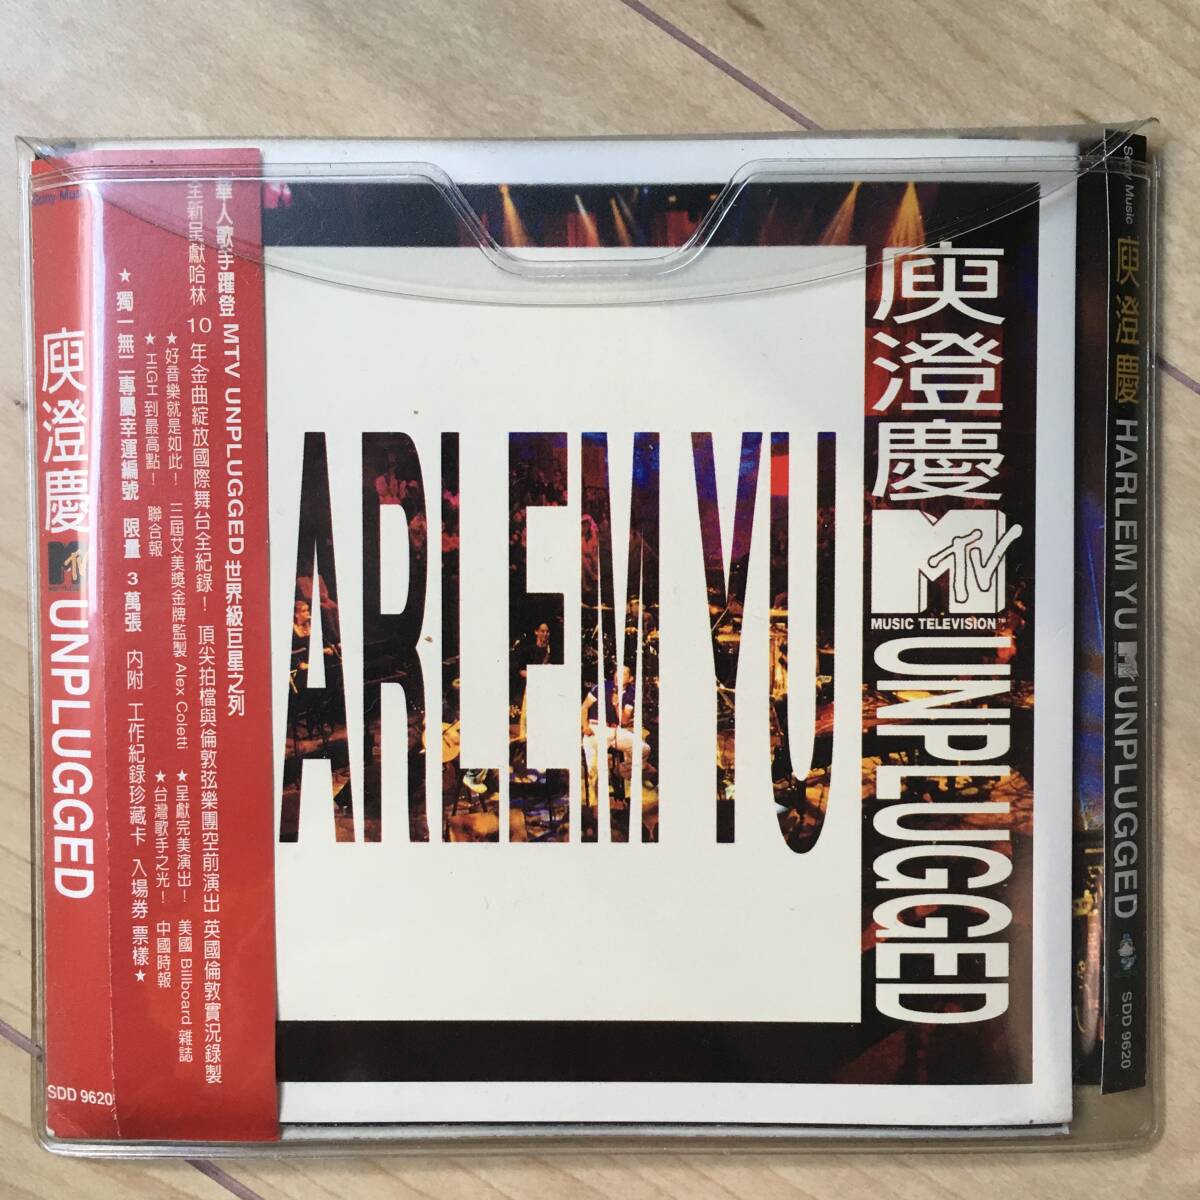 Sony Music
庾澄慶
MTV
UNPLUGGED
SDD 9620
華人歌手躍登 MTV UNPLUGGED 世界級巨星之列
全新呈獻哈林 10 年金曲綻放國際舞台全紀錄！ 頂尖拍檔與倫敦弦樂團空前演出 英國倫敦實況錄製
★好音樂就是如此！ 三屆艾美獎金牌監製 Alex Coletti ★呈獻完美演出！ 美國 Billboard 雜誌
★HIGH 到最高點！ 聯合報 ★台灣歌手之光！ 中國時報
★ 獨一無二專屬幸運編號 限量 3 萬張 內附 工作紀錄珍藏卡 入場券 票樣★
ARLEM YU
庾澄慶
MTV
MUSIC TELEVISION™
UNPLUGGED
Sony Music
庾澄慶 HARLEM YU MTV UNPLUGGED
SDD 9620